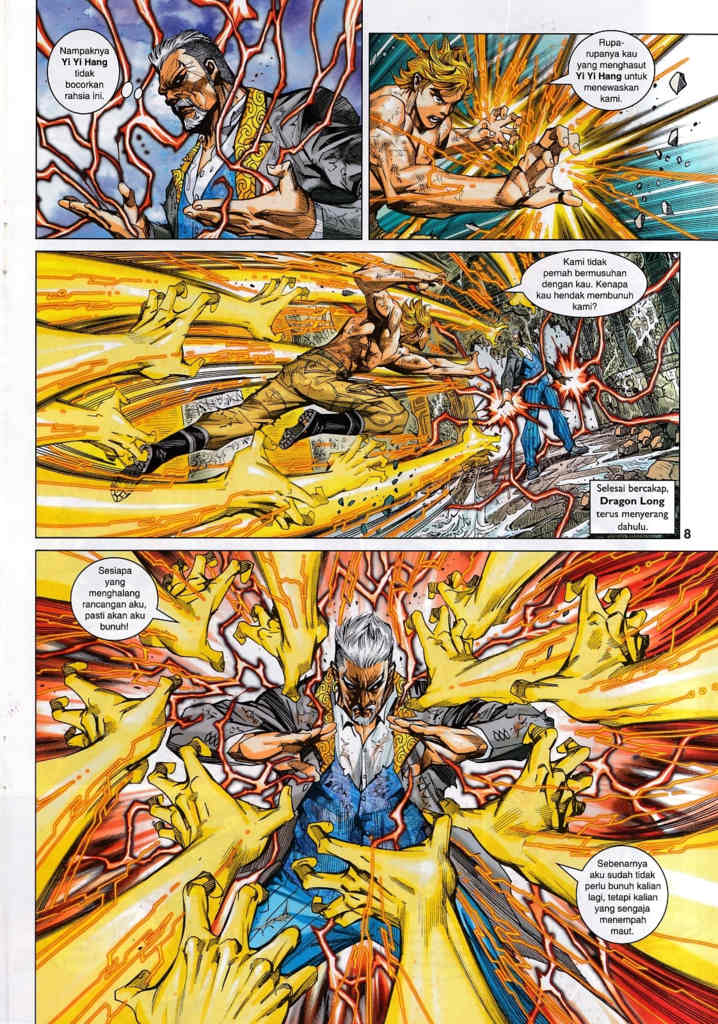 Nampaknya
Yi Yi Hang
tidak
bocorkan
rahsia ini.
Rupa-
rupanya kau
yang menghasut
Yi Yi Hang untuk
menewaskan
kami.
Kami tidak
pernah bermusuhan
dengan kau. Kenapa
kau hendak membunuh
kami?
Selesai bercakap,
Dragon Long
terus menyerang
dahulu.
8
Sesiapa
yang
menghalang
rancangan aku,
pasti akan aku
bunuh!
Sebenarnya
aku sudah tidak
perlu bunuh kalian
lagi, tetapi kalian
yang sengaja
menempah
maut.